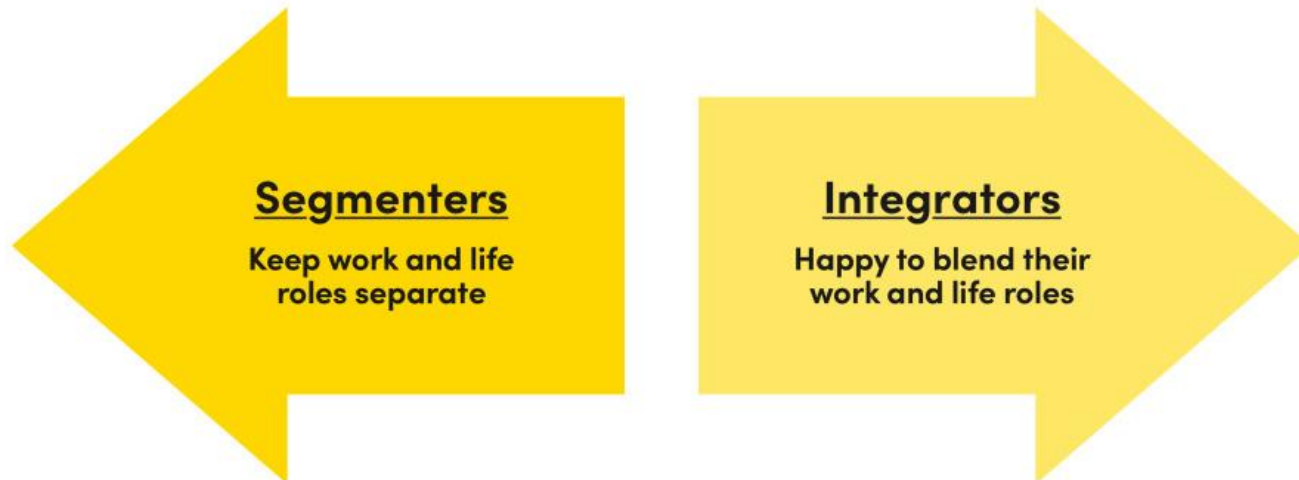 Segmenters
Keep work and life
roles separate
Integrators
Happy to blend their
work and life roles